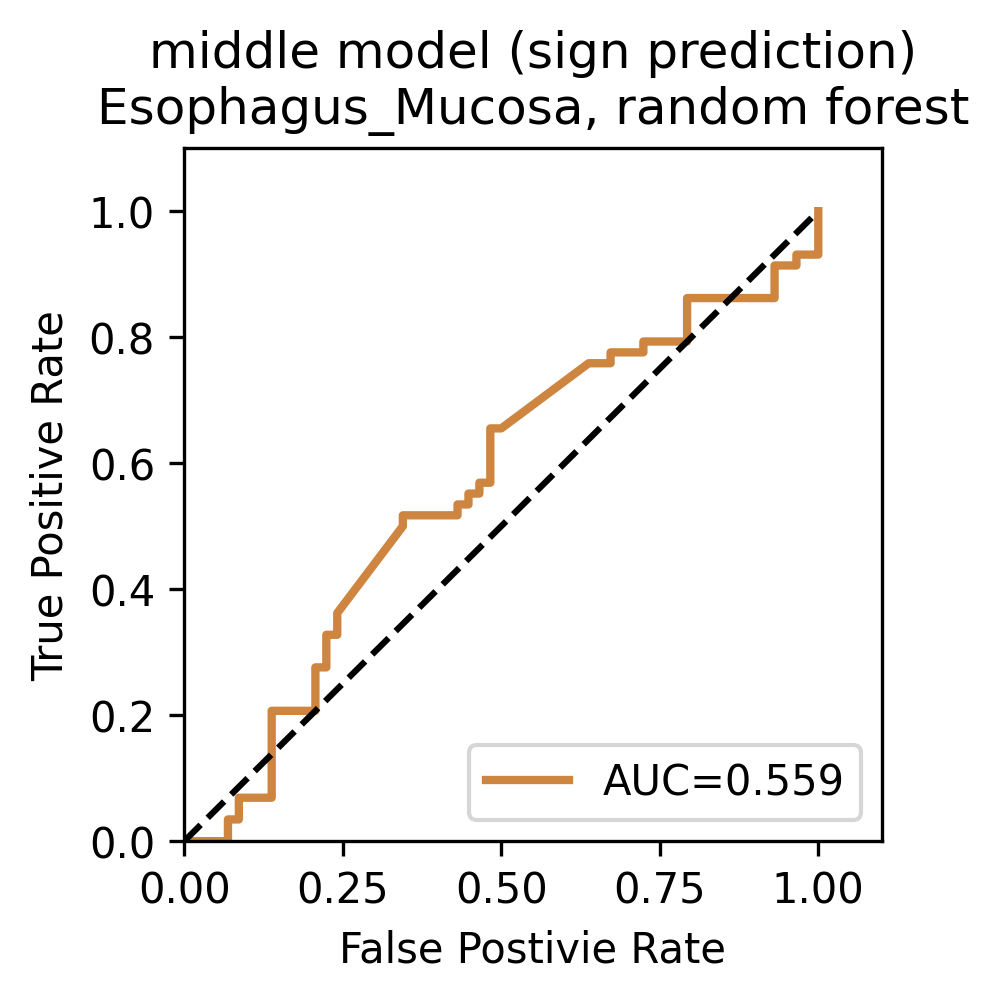 middle model (sign prediction)
Esophagus_Mucosa, random forest
1.0
0.8
0.6
0.4
0.2
0.0
True Positive Rate
AUC=0.559
0.00 0.25 0.50 0.75 1.00
False Postivie Rate